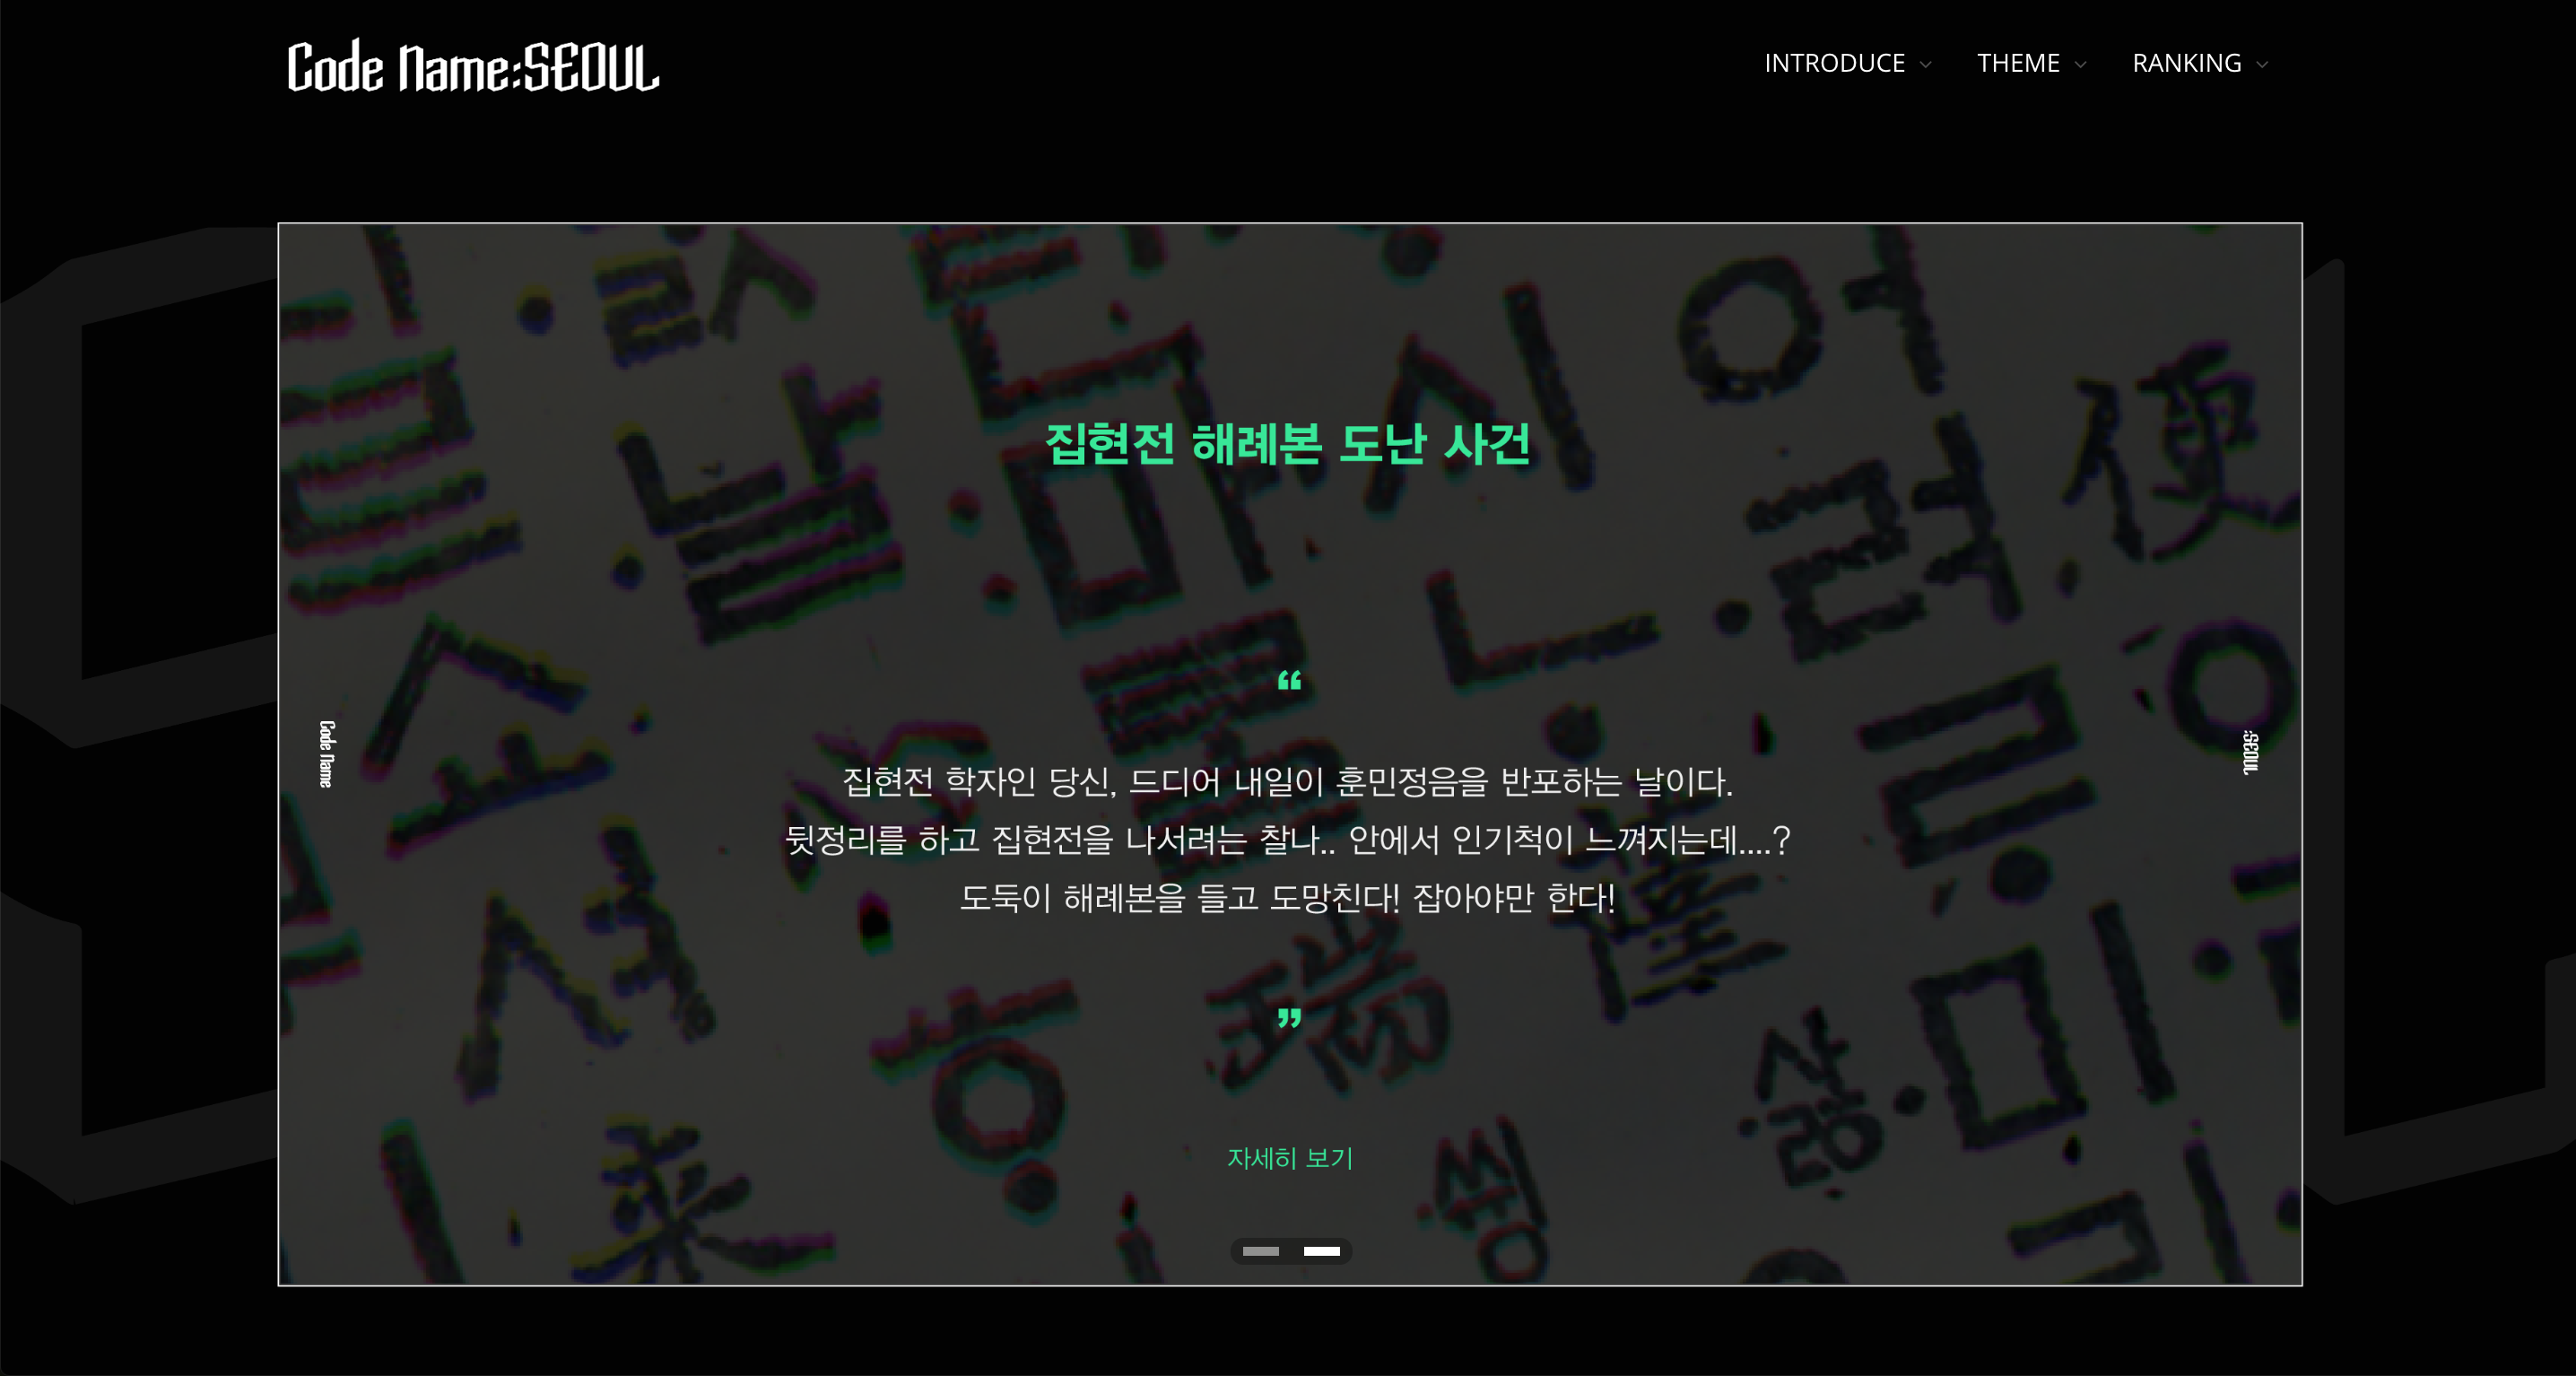 Code Name:SEOUL
INTRODUCE THEME RANKING
집현전 해례본 도난 사건
“
Code Name
:SEOUL
집현전 학자인 당신, 드디어 내일이 훈민정음을 반포하는 날이다.
뒷정리를 하고 집현전을 나서려는 찰나.. 안에서 인기척이 느껴지는데....?
도둑이 해례본을 들고 도망친다! 잡아야만 한다!
”
자세히 보기